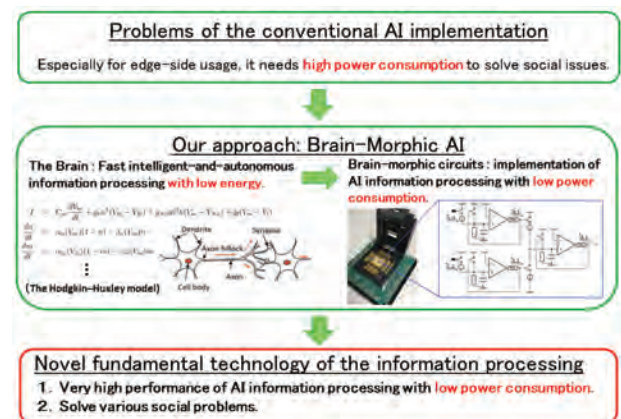 Problems of the conventional AI implementation
Especially for edge-side usage, it needs high power consumption to solve social issues.
Our approach: Brain-Morphic AI
The Brain : Fast intelligent-and-autonomous
information processing with low energy.
Dendrite
Synapse
Axon hillock
Axon
Cell body
(The Hodgkin-Huxley model)
Brain-morphic circuits : implementation of
AI information processing with low power
consumption.
Novel fundamental technology of the information processing
1. Very high performance of AI information processing with low power consumption.
2. Solve various social problems.